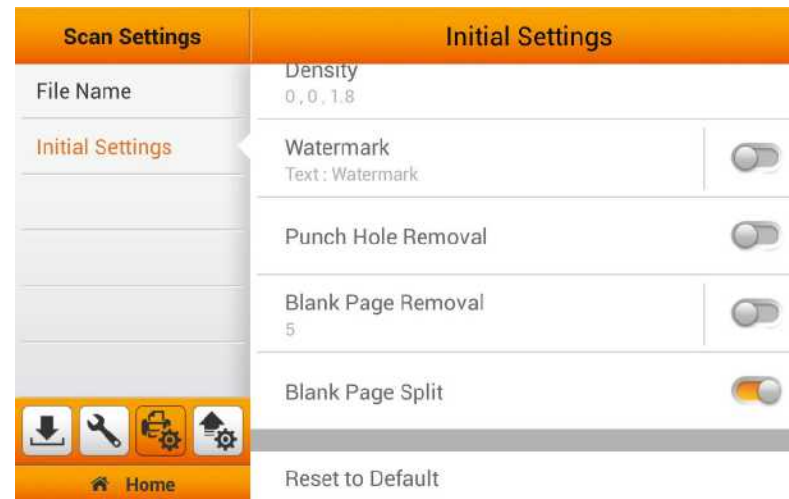 Scan Settings
Initial Settings
File Name
Initial Settings
Home
Density
0 , 0 , 1.8
Watermark
Text : Watermark
Punch Hole Removal
Blank Page Removal
5
Blank Page Split
Reset to Default